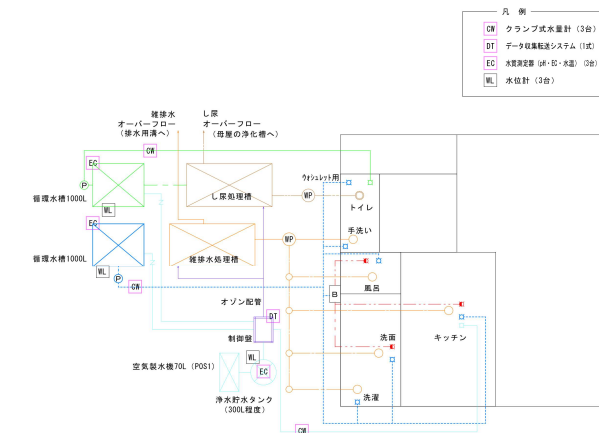 凡 例
CW クランプ式水量計（3台）
DT データ収集転送システム（1式）
EC 水質測定器（pH・EC・水温）（3台）
WL 水位計（3台）
雑排水
オーバーフロー
（排水用溝へ）
し尿
オーバーフロー
（母屋の浄化槽へ）
CW
EC
P
し尿処理槽
WP
ｳｫｼｭﾚｯﾄ用
トイレ
循環水槽1000L
WL
EC
手洗い
WP
循環水槽1000L
雑排水処理槽
WL
P
CW
風呂
B
オゾン配管
DT
制御盤
洗面
キッチン
WL
空気製水機70L（POS1）
EC
浄水貯水タンク
（300L程度）
洗濯
CW